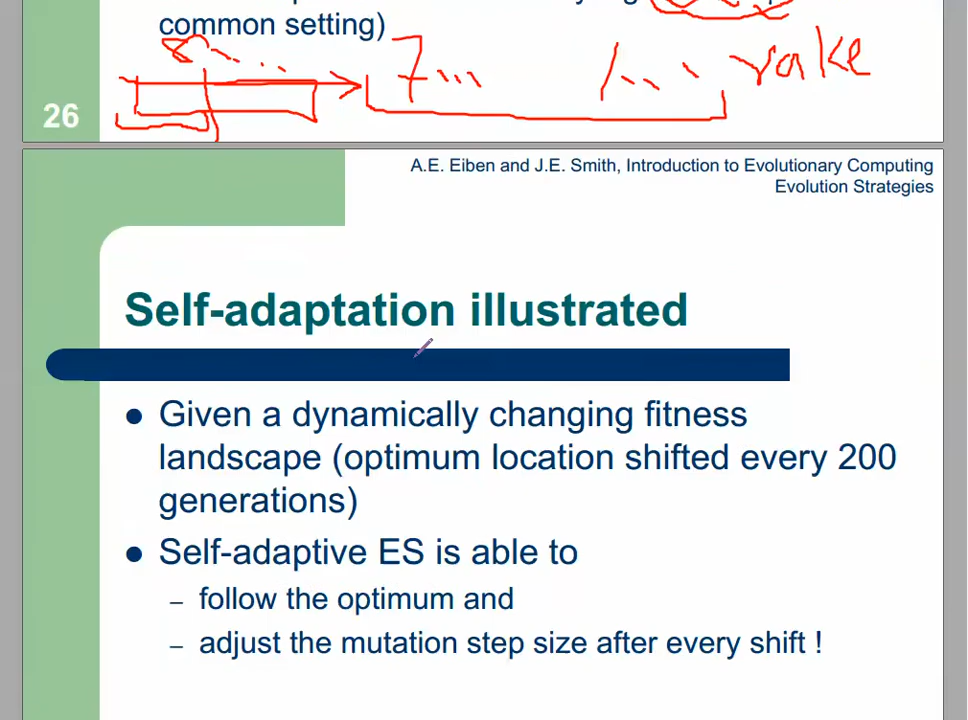 common setting)
7... /...
26
A.E. Eiben and J.E. Smith, Introduction to Evolutionary Computing
Evolution Strategies
Self-adaptation illustrated
● Given a dynamically changing fitness
landscape (optimum location shifted every 200
generations)
● Self-adaptive ES is able to
– follow the optimum and
– adjust the mutation step size after every shift !